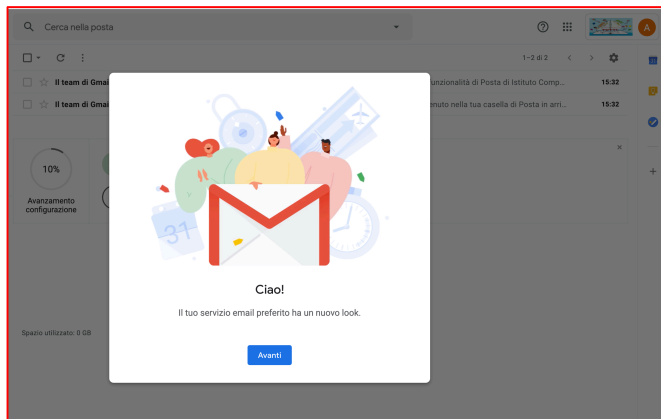 Cerca nella posta
A
1–2 di 2
Il team di Gmai
unzionalità di Posta di Istituto Comp...
15:32
Il team di Gmai
enuto nella tua casella di Posta in arri...
15:32
10%
Avanzamento
configurazione
31
Ciao!
Il tuo servizio email preferito ha un nuovo look.
Spazio utilizzato: 0 GB
Avanti